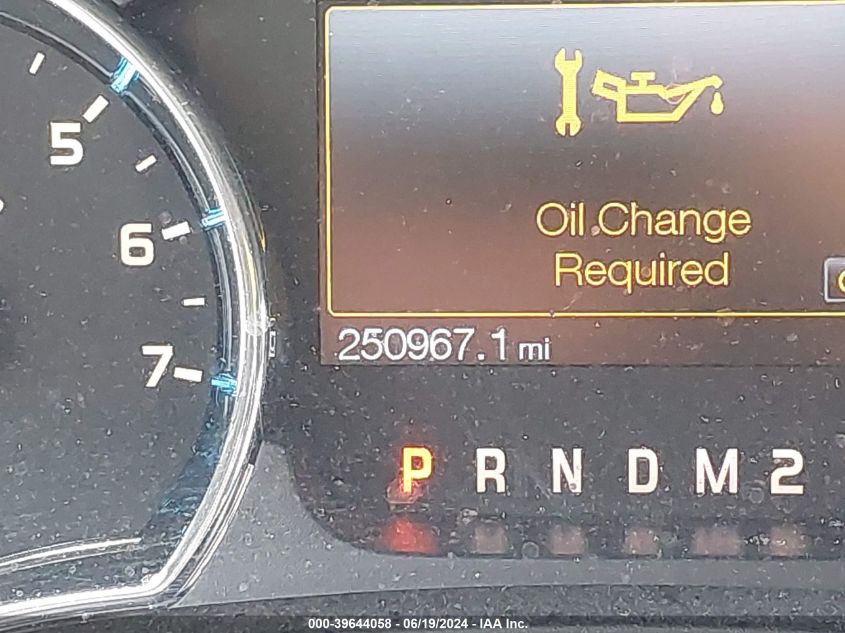 5
6
7
Oil Change
Required
250967.1 mi
P R N D M 2
000-39644058 - 06/19/2024 - IAA Inc.